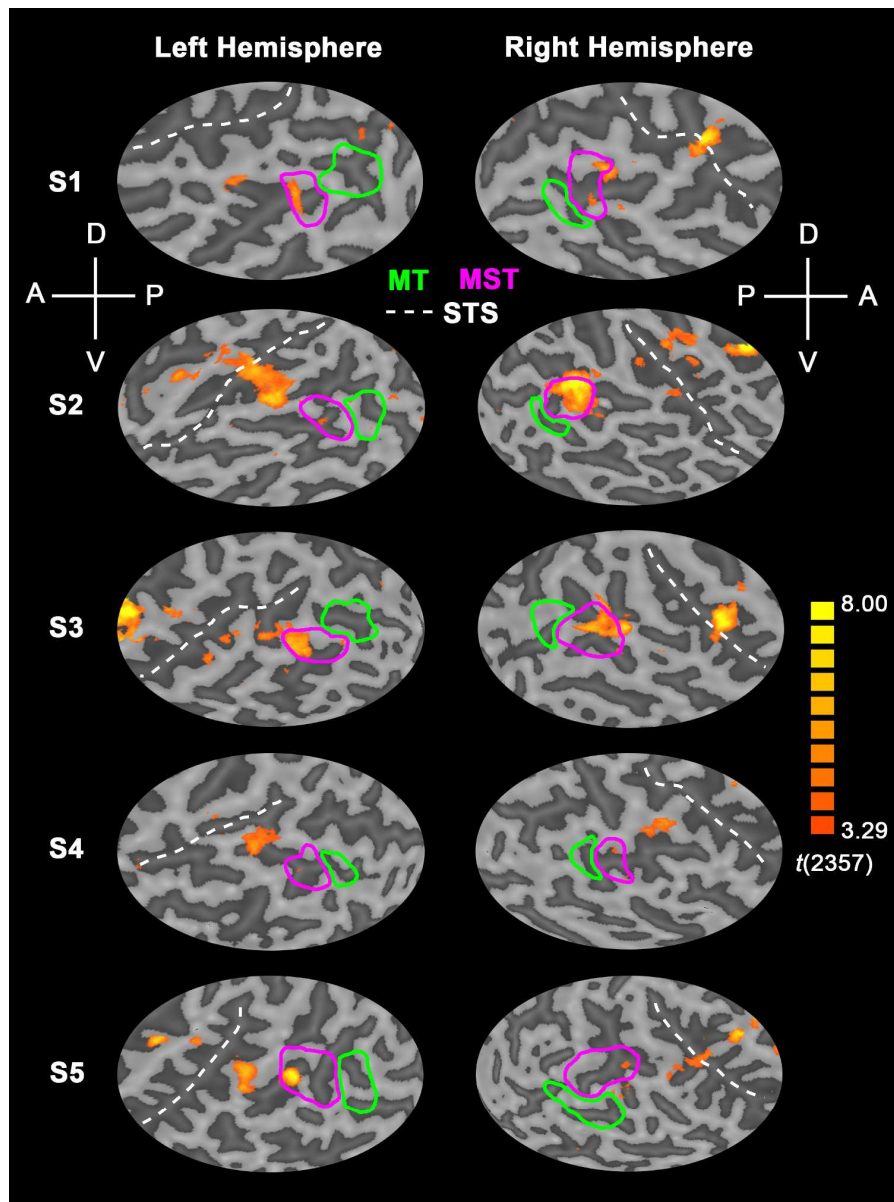 Left Hemisphere Right Hemisphere
S1
D D
A P MT MST P A
STS
V V
S2
S3
8.00
S4
3.29
t(2357)
S5